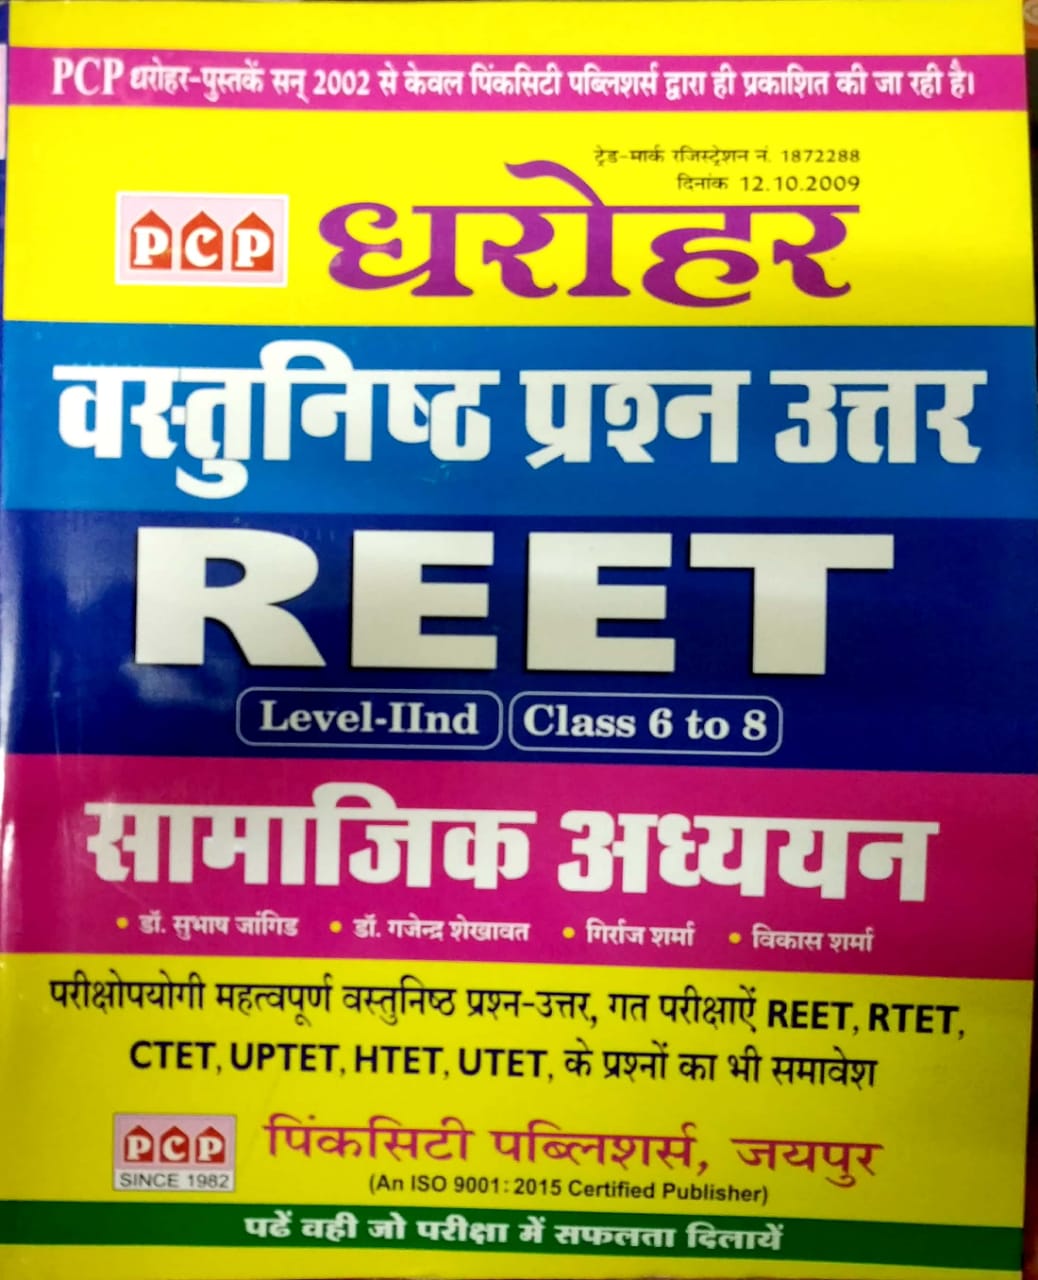 PCP धरोहर-पुस्तकें सन् 2002 से केवल पिंकसिटी पब्लिशर्स द्वारा ही प्रकाशित की जा रही है।
ट्रेड-मार्क रजिस्ट्रेशन नं. 1872288
दिनांक 12.10.2009
PCP धरोहर
वस्तुनिष्ठ प्रश्न उत्तर
REET
Level-IInd Class 6 to 8
सामाजिक अध्ययन
• डॉ. सुभाष जांगिड • डॉ. गजेन्द्र शेखावत • गिर्राज शर्मा • विकास शर्मा
परीक्षोपयोगी महत्वपूर्ण वस्तुनिष्ठ प्रश्न-उत्तर, गत परीक्षाऐं REET, RTET,
CTET, UPTET, HTET, UTET, के प्रश्नों का भी समावेश
PCP पिंकसिटी पब्लिशर्स, जयपुर
SINCE 1982 (An ISO 9001:2015 Certified Publisher)
पढें वही जो परीक्षा में सफलता दिलायें